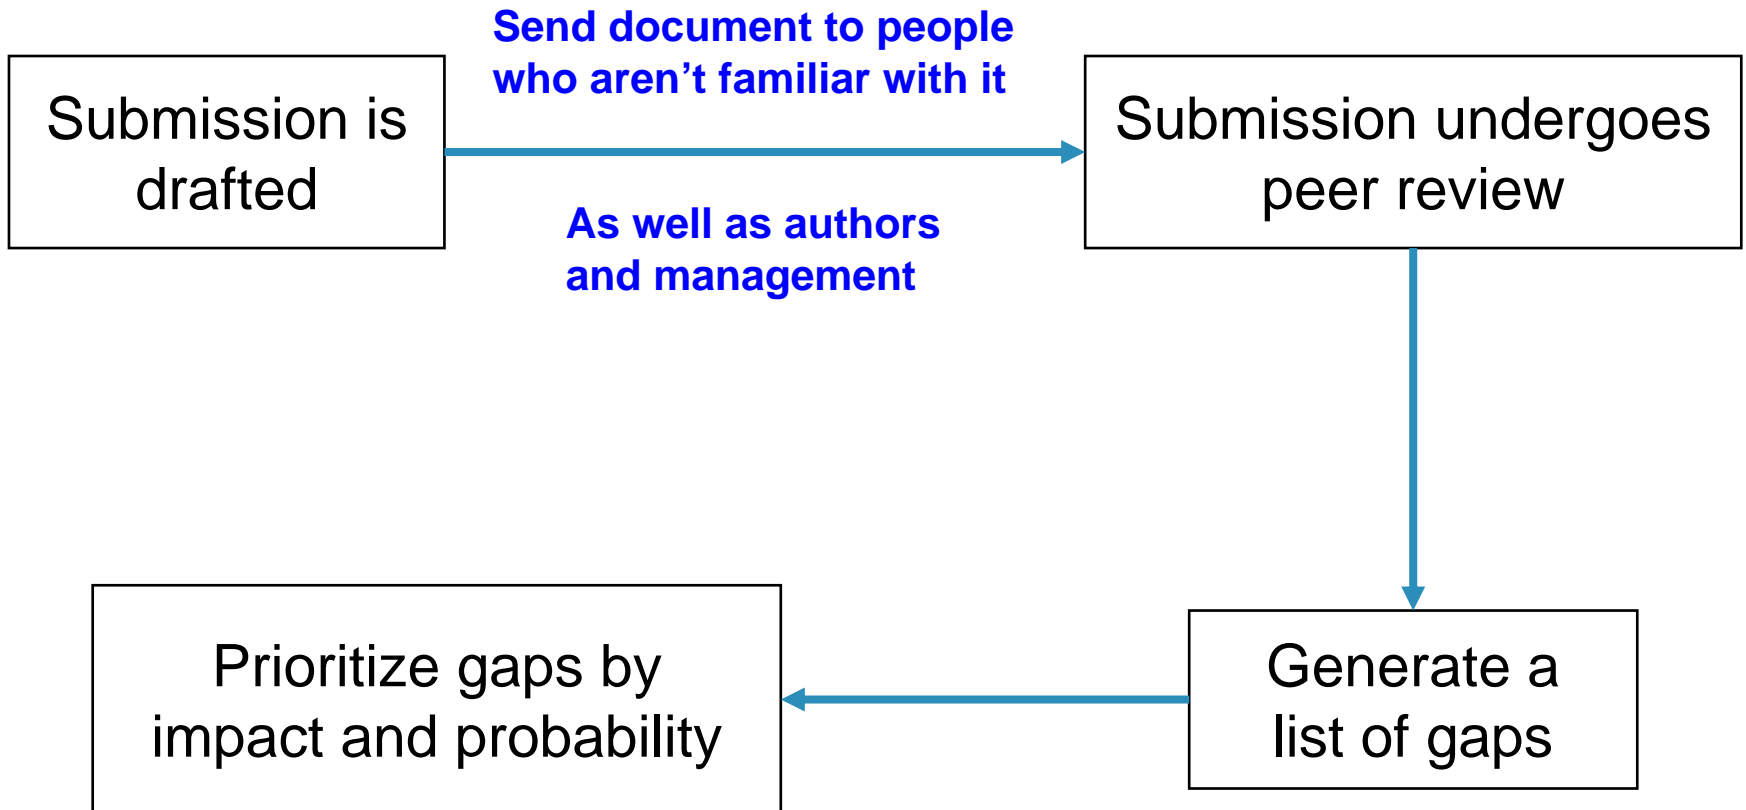 Send document to people
who aren’t familiar with it
Submission is
drafted
Submission undergoes
peer review
As well as authors
and management
Generate a
list of gaps
Prioritize gaps by
impact and probability